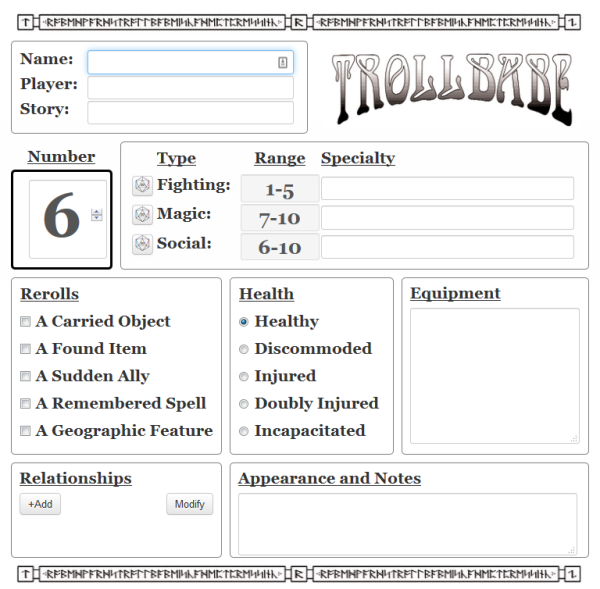 TROLLBABE
Name:
Player:
Story:
Number
6
Type Range Specialty
Fighting: 1-5
Magic: 7-10
Social: 6-10
Rerolls
A Carried Object
A Found Item
A Sudden Ally
A Remembered Spell
A Geographic Feature
Health
Healthy
Discommoded
Injured
Doubly Injured
Incapacitated
Equipment
Relationships
+Add Modify
Appearance and Notes